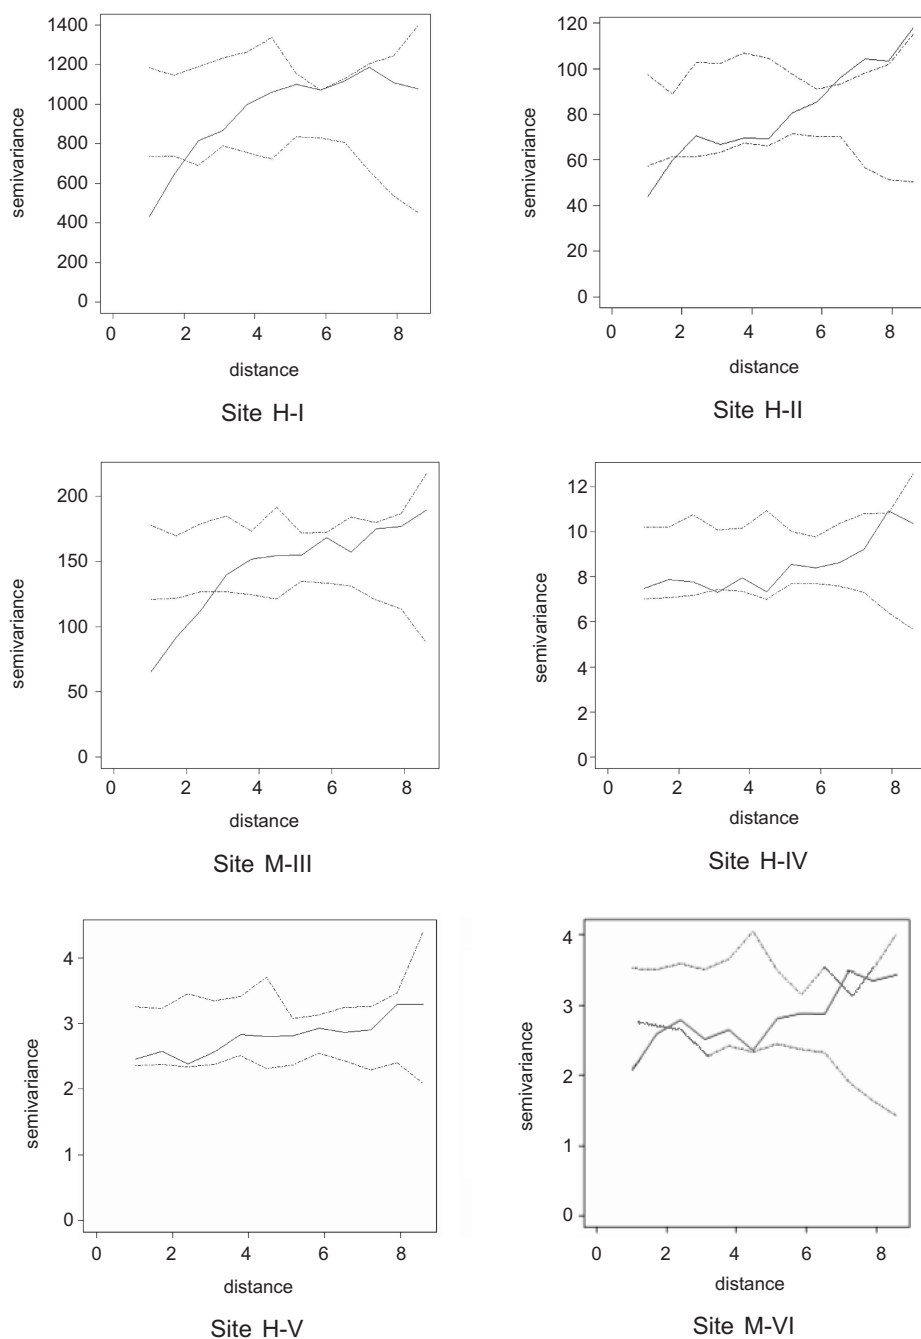 1400
1200
1000
800
600
400
200
0
semivariance
0 2 4 6 8
distance
Site H-I
120
100
80
60
40
20
0
semivariance
0 2 4 6 8
distance
Site H-II
200
150
100
50
0
semivariance
0 2 4 6 8
distance
Site M-III
12
10
8
6
4
2
0
semivariance
0 2 4 6 8
distance
Site H-IV
4
3
2
1
0
semivariance
0 2 4 6 8
distance
Site H-V
4
3
2
1
0
semivariance
0 2 4 6 8
distance
Site M-VI